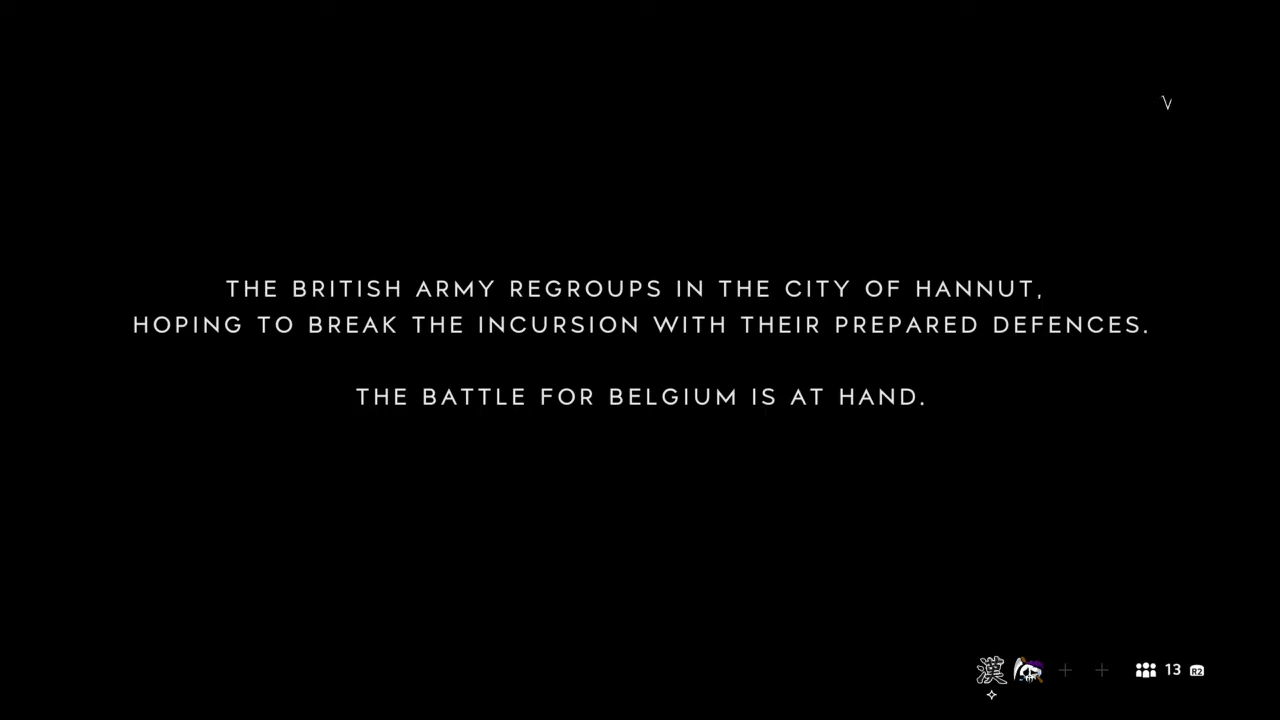 THE BRITISH ARMY REGROUPS IN THE CITY OF HANNUT,
HOPING TO BREAK THE INCURSION WITH THEIR PREPARED DEFENCES.
THE BATTLE FOR BELGIUM IS AT HAND.
漢
13 R2